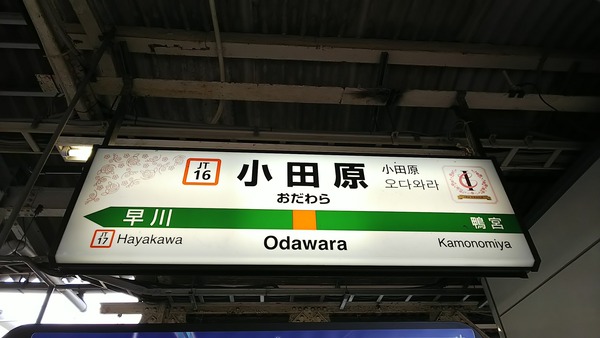 JT
16
小田原
おだわら
小田原
오다와라
早川
鴨宮
JT
17
Hayakawa
Odawara
Kamonomiya